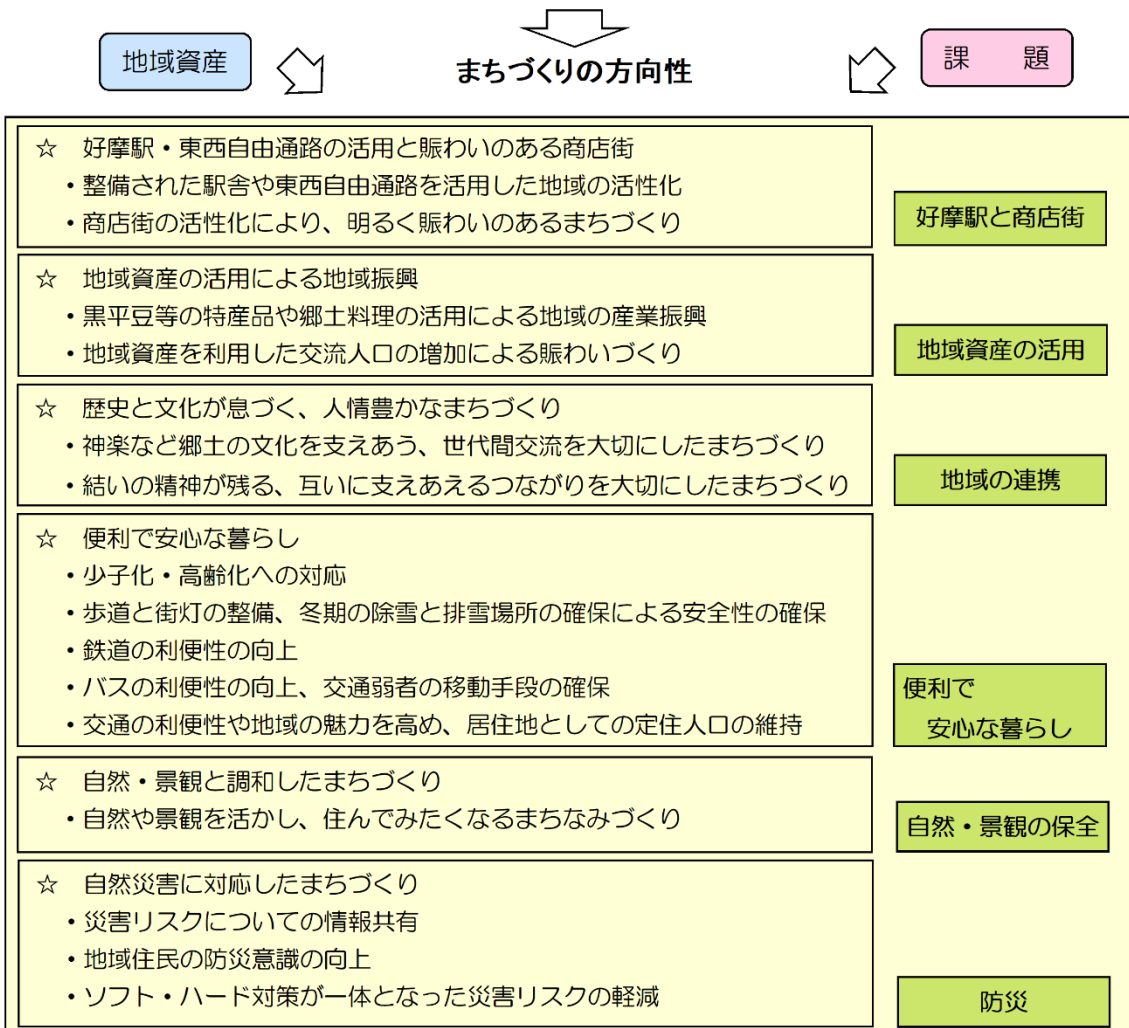 地域資産
まちづくりの方向性
課　題
☆　好摩駅・東西自由通路の活用と賑わいのある商店街
・整備された駅舎や東西自由通路を活用した地域の活性化
・商店街の活性化により、明るく賑わいのあるまちづくり
好摩駅と商店街
☆　地域資産の活用による地域振興
・黒平豆等の特産品や郷土料理の活用による地域の産業振興
・地域資産を利用した交流人口の増加による賑わいづくり
地域資産の活用
☆　歴史と文化が息づく、人情豊かなまちづくり
・神楽など郷土の文化を支えあう、世代間交流を大切にしたまちづくり
・結いの精神が残る、互いに支えあえるつながりを大切にしたまちづくり
地域の連携
☆　便利で安心な暮らし
・少子化・高齢化への対応
・歩道と街灯の整備、冬期の除雪と排雪場所の確保による安全性の確保
・鉄道の利便性の向上
・バスの利便性の向上、交通弱者の移動手段の確保
・交通の利便性や地域の魅力を高め、居住地としての定住人口の維持
便利で
安心な暮らし
☆　自然・景観と調和したまちづくり
・自然や景観を活かし、住んでみたくなるまちなみづくり
自然・景観の保全
☆　自然災害に対応したまちづくり
・災害リスクについての情報共有
・地域住民の防災意識の向上
・ソフト・ハード対策が一体となった災害リスクの軽減
防災